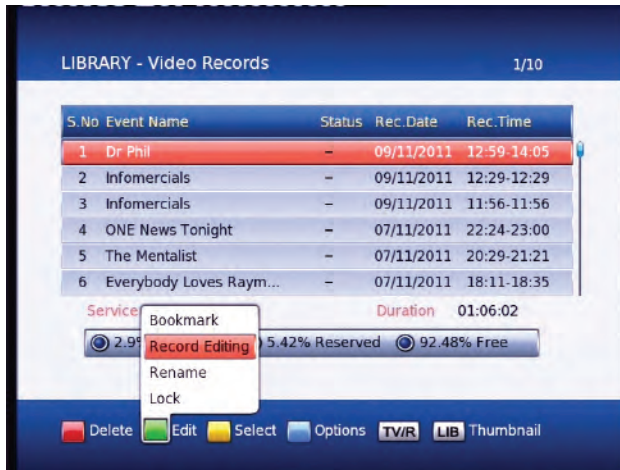 LIBRARY - Video Records 1/10
S.No Event Name Status Rec.Date Rec.Time
1 Dr Phil – 09/11/2011 12:59-14:05
2 Infomercials – 09/11/2011 12:29-12:29
3 Infomercials – 09/11/2011 11:56-11:56
4 ONE News Tonight – 07/11/2011 22:24-23:00
5 The Mentalist – 07/11/2011 20:29-21:21
6 Everybody Loves Raym... – 07/11/2011 18:11-18:35
Service Duration 01:06:02
Bookmark
5.42% Reserved 92.48% Free
Record Editing
Rename
Lock
Delete Edit Select Options TV/R LIB Thumbnail